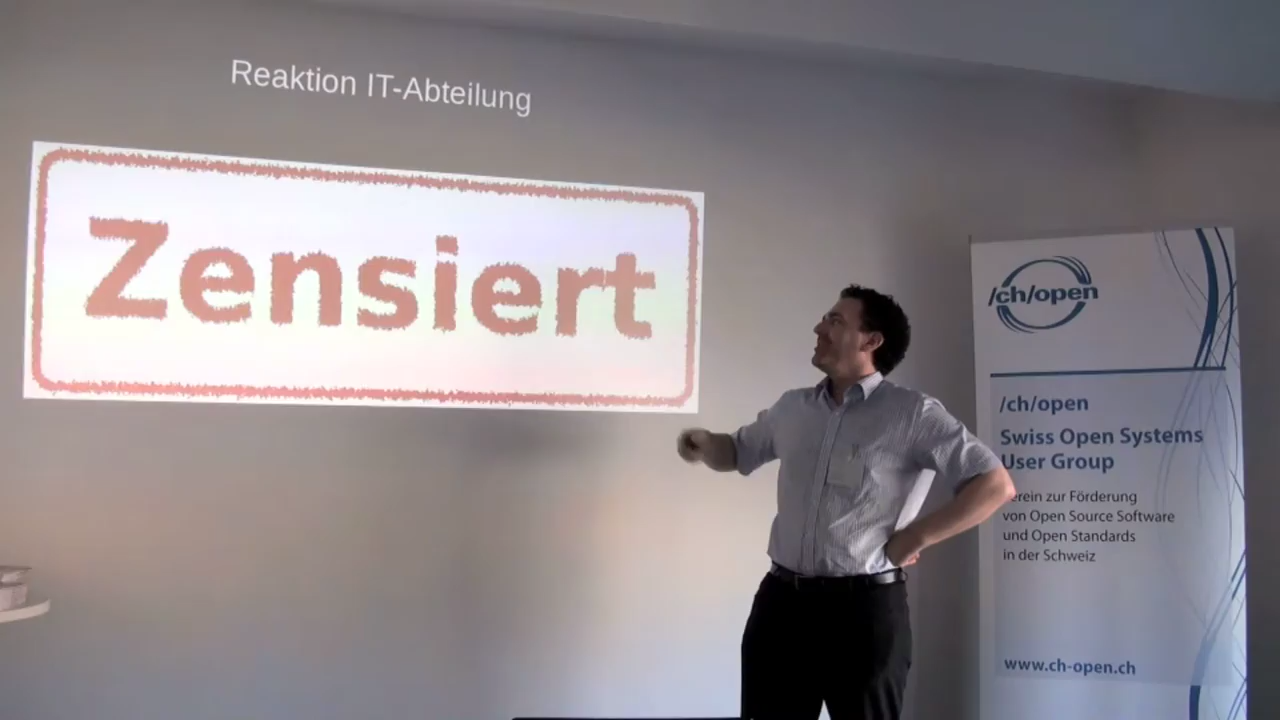 Reaktion IT-Abteilung
Zensiert
/ch/open
/ch/open
Swiss Open Systems
User Group
erein zur Förderung
von Open Source Software
und Open Standards
in der Schweiz
www.ch-open.ch